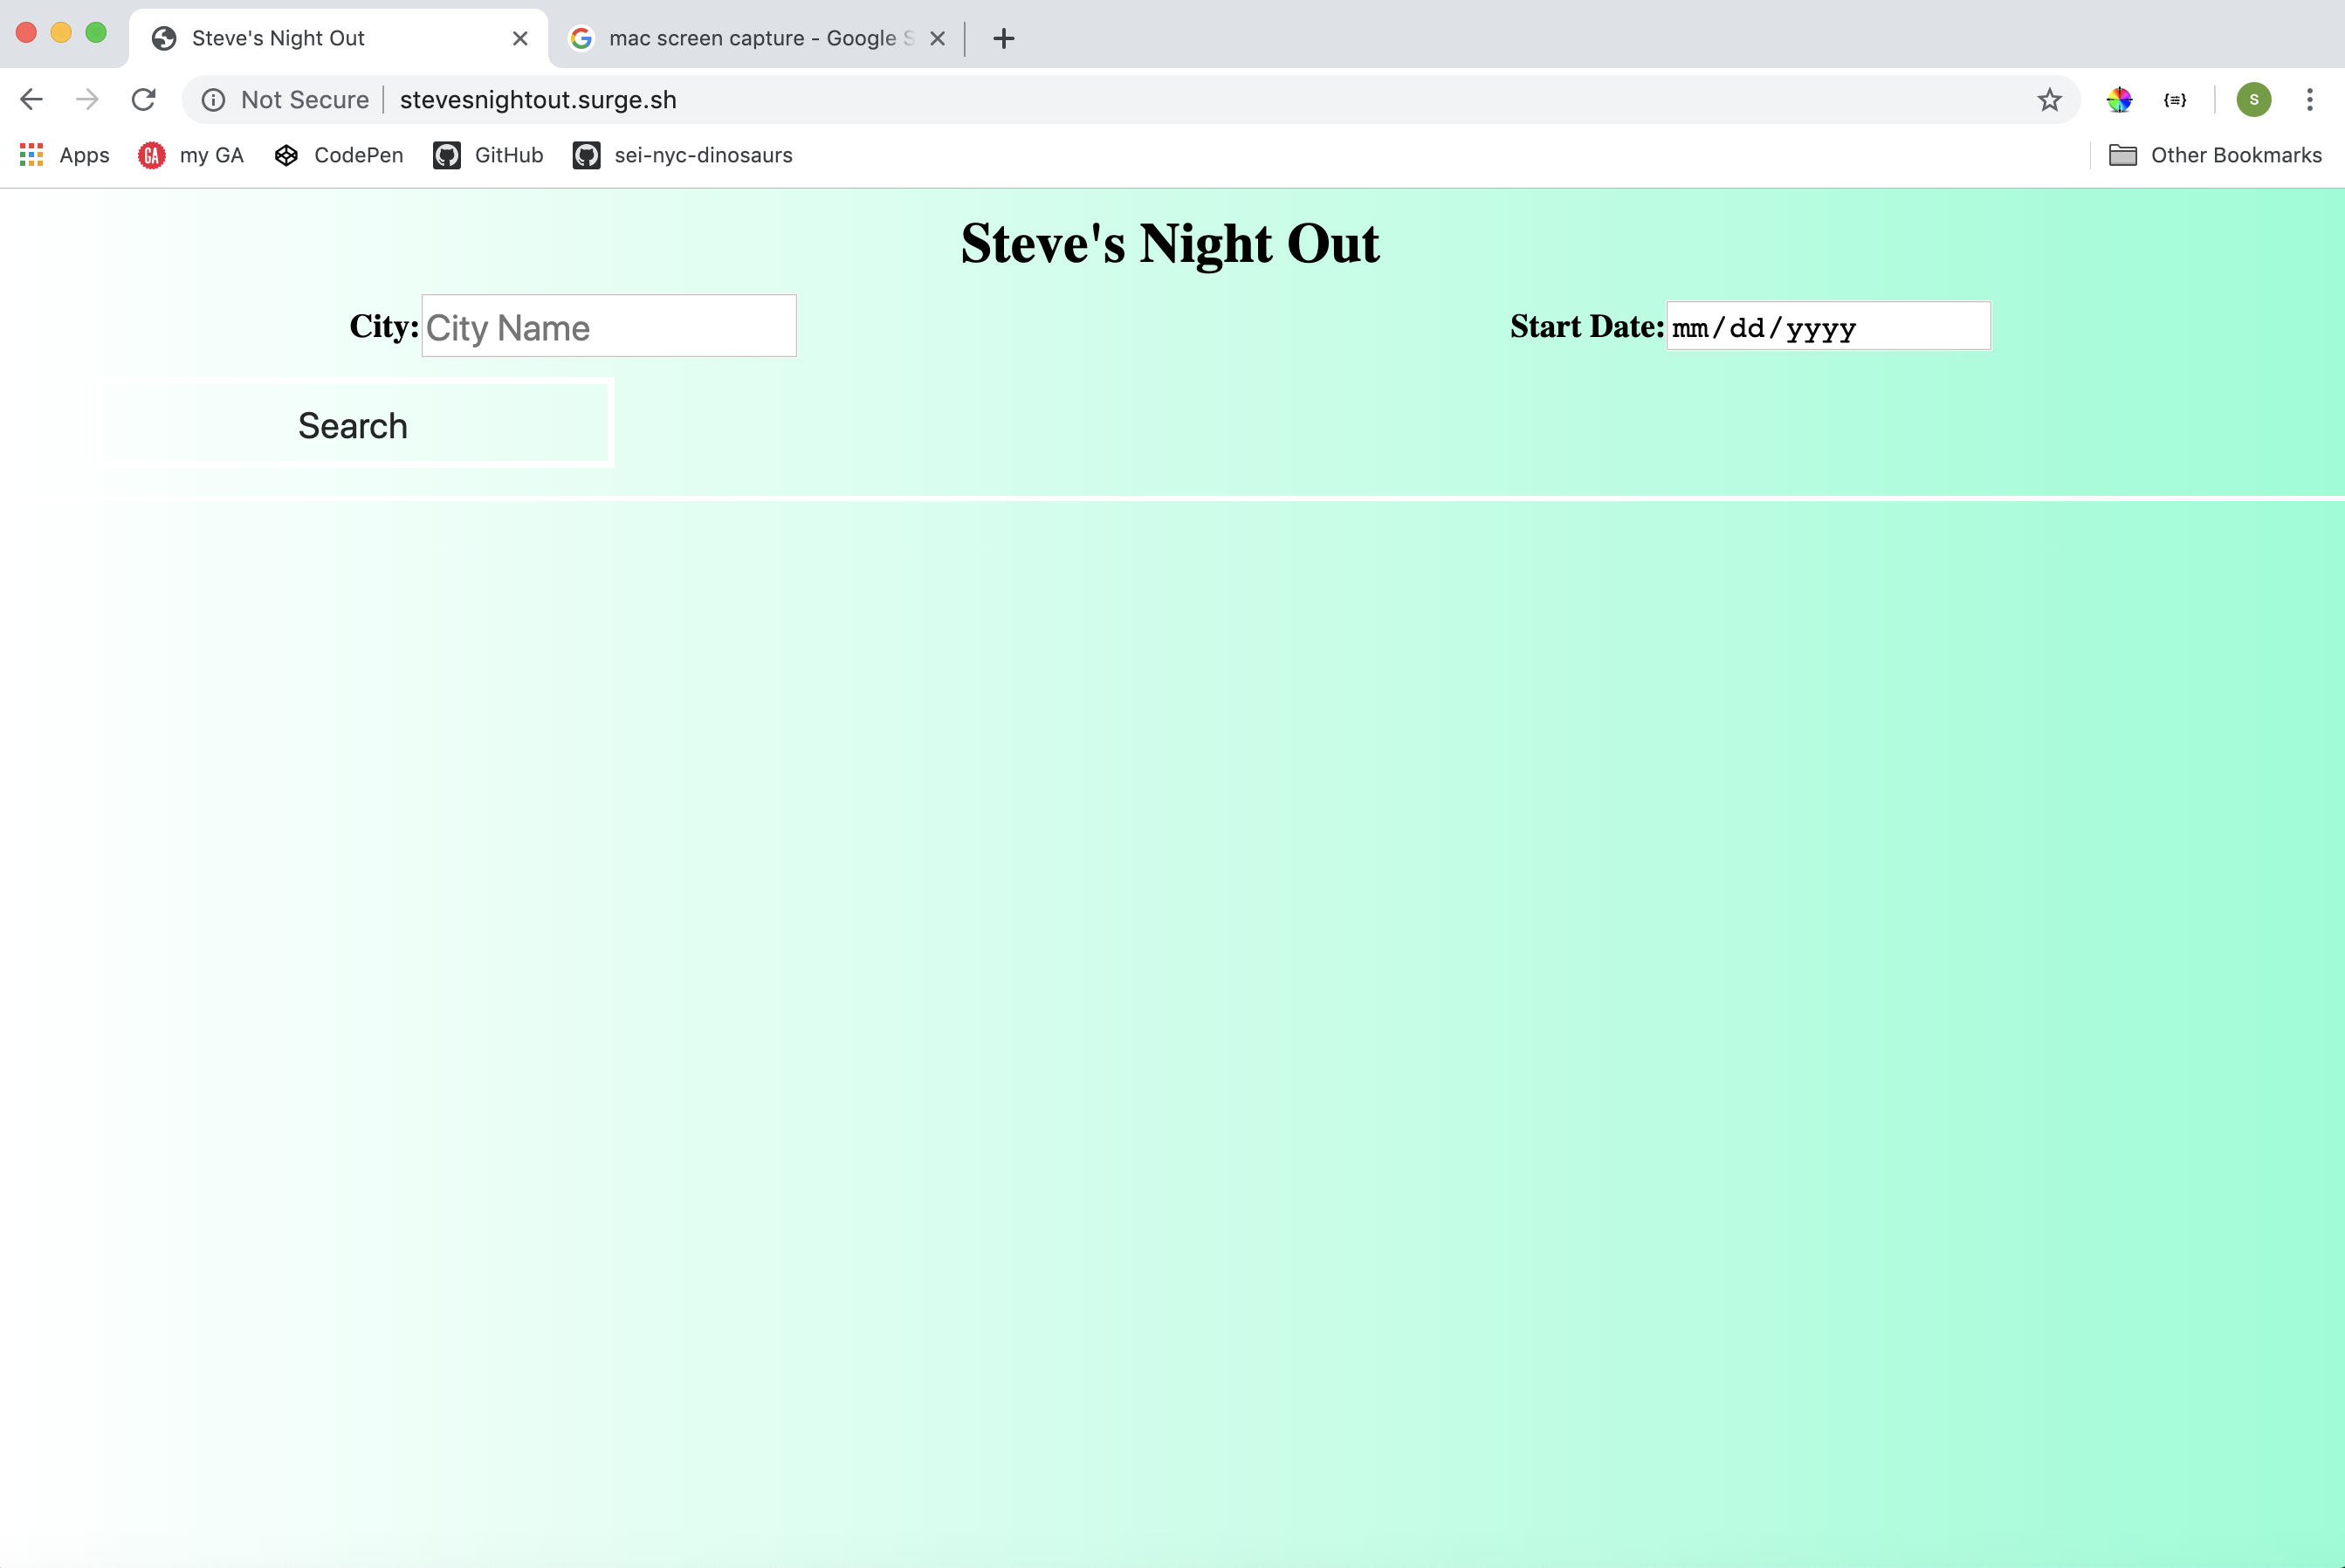 Steve's Night Out
mac screen capture - Google S
Not Secure
stevesnightout.surge.sh
S
Apps
GA
my GA
CodePen
GitHub
sei-nyc-dinosaurs
Other Bookmarks
Steve's Night Out
City: City Name
Start Date: mm/dd/yyyy
Search